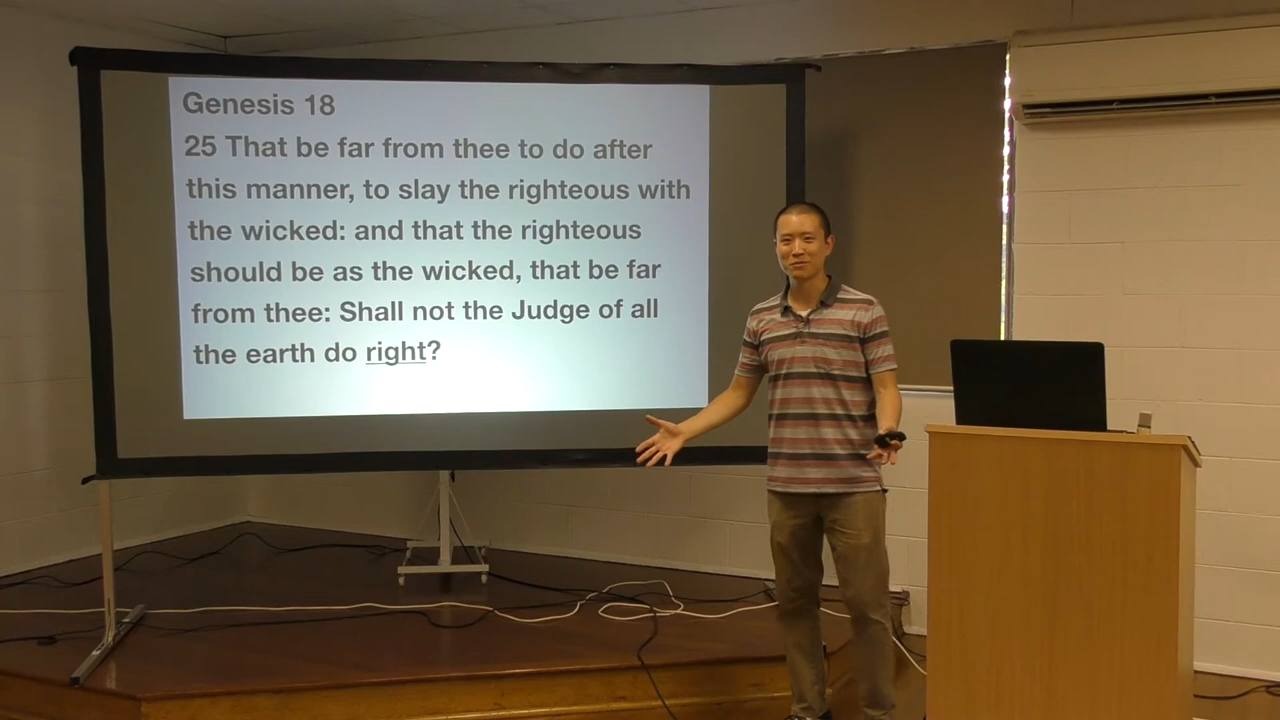 Genesis 18
25 That be far from thee to do after
this manner, to slay the righteous with
the wicked: and that the righteous
should be as the wicked, that be far
from thee: Shall not the Judge of all
the earth do right?